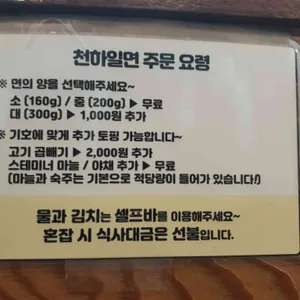 천하일면 주문 요령
※ 면의 양을 선택해주세요~
소 (160g) / 중 (200g) ▶ 무료
대 (300g) ▶ 1,000원 추가
※ 기호에 맞게 추가 토핑 가능합니다~
고기 곱빼기 ▶ 2,000원 추가
스테미너 마늘 / 야채 추가 ▶ 무료
(마늘과 숙주는 기본으로 적당량이 들어가 있습니다!)
물과 김치는 셀프바를 이용해주세요~
혼잡 시 식사대금은 선불입니다.